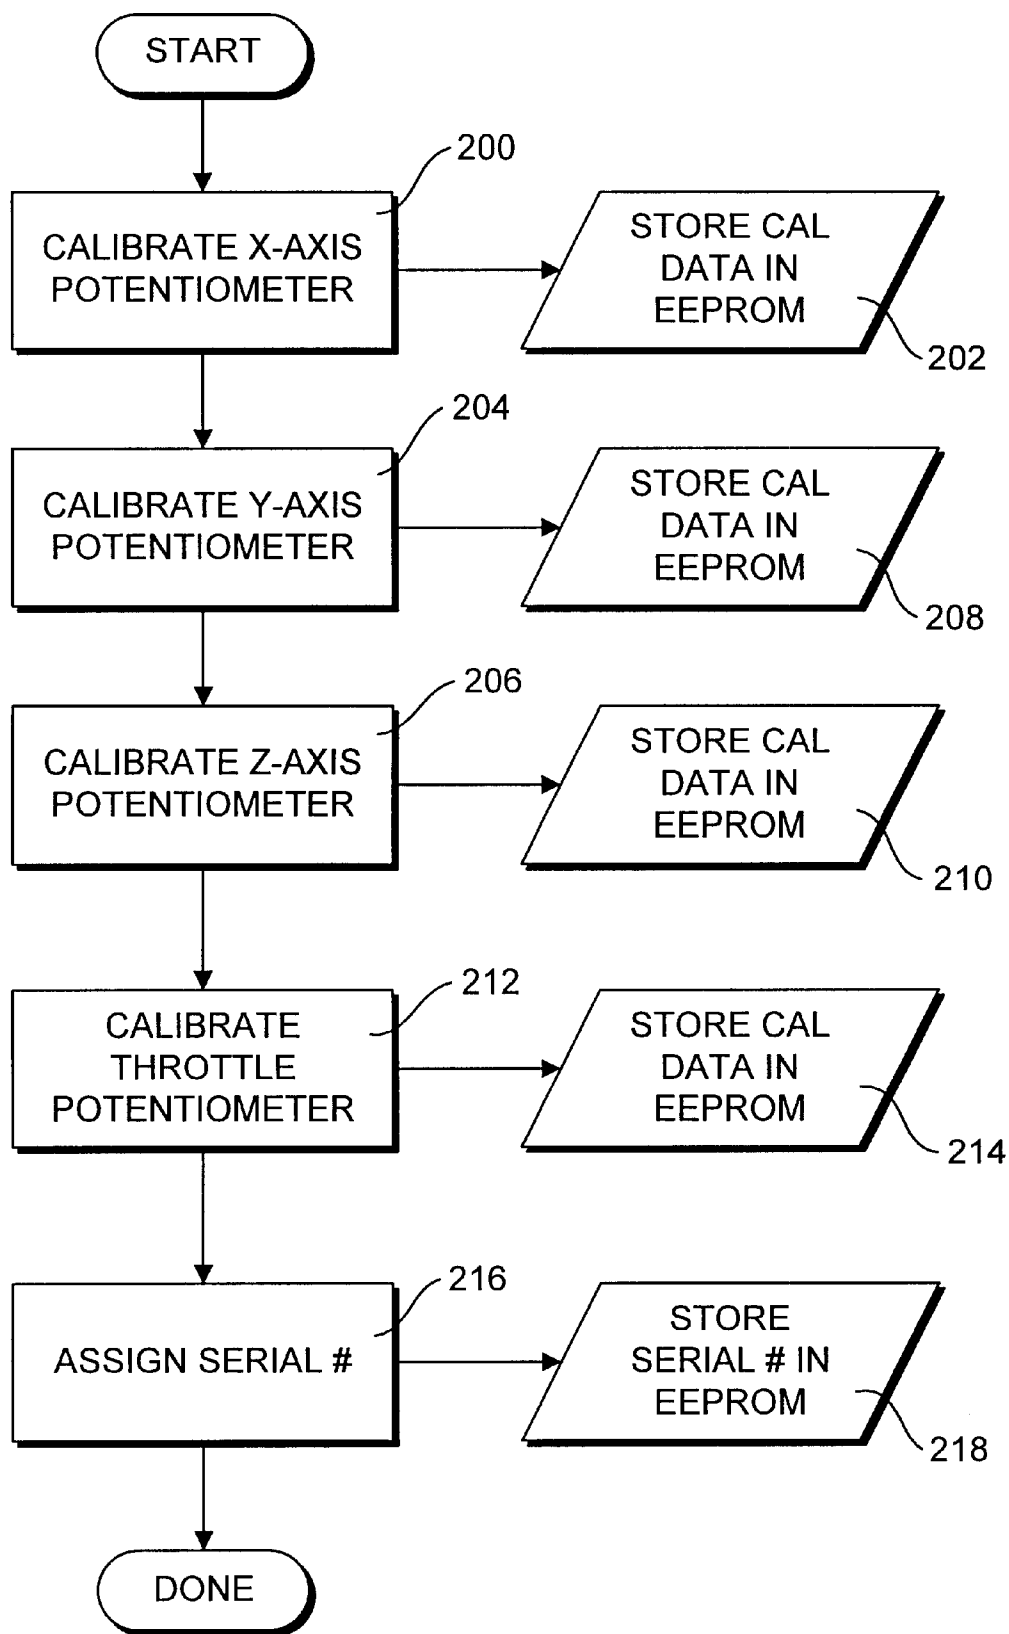 START
200
CALIBRATE X-AXIS
POTENTIOMETER
STORE CAL
DATA IN
EEPROM
202
204
CALIBRATE Y-AXIS
POTENTIOMETER
STORE CAL
DATA IN
EEPROM
208
206
CALIBRATE Z-AXIS
POTENTIOMETER
STORE CAL
DATA IN
EEPROM
210
212
CALIBRATE
THROTTLE
POTENTIOMETER
STORE CAL
DATA IN
EEPROM
214
216
ASSIGN SERIAL #
STORE
SERIAL # IN
EEPROM
218
DONE